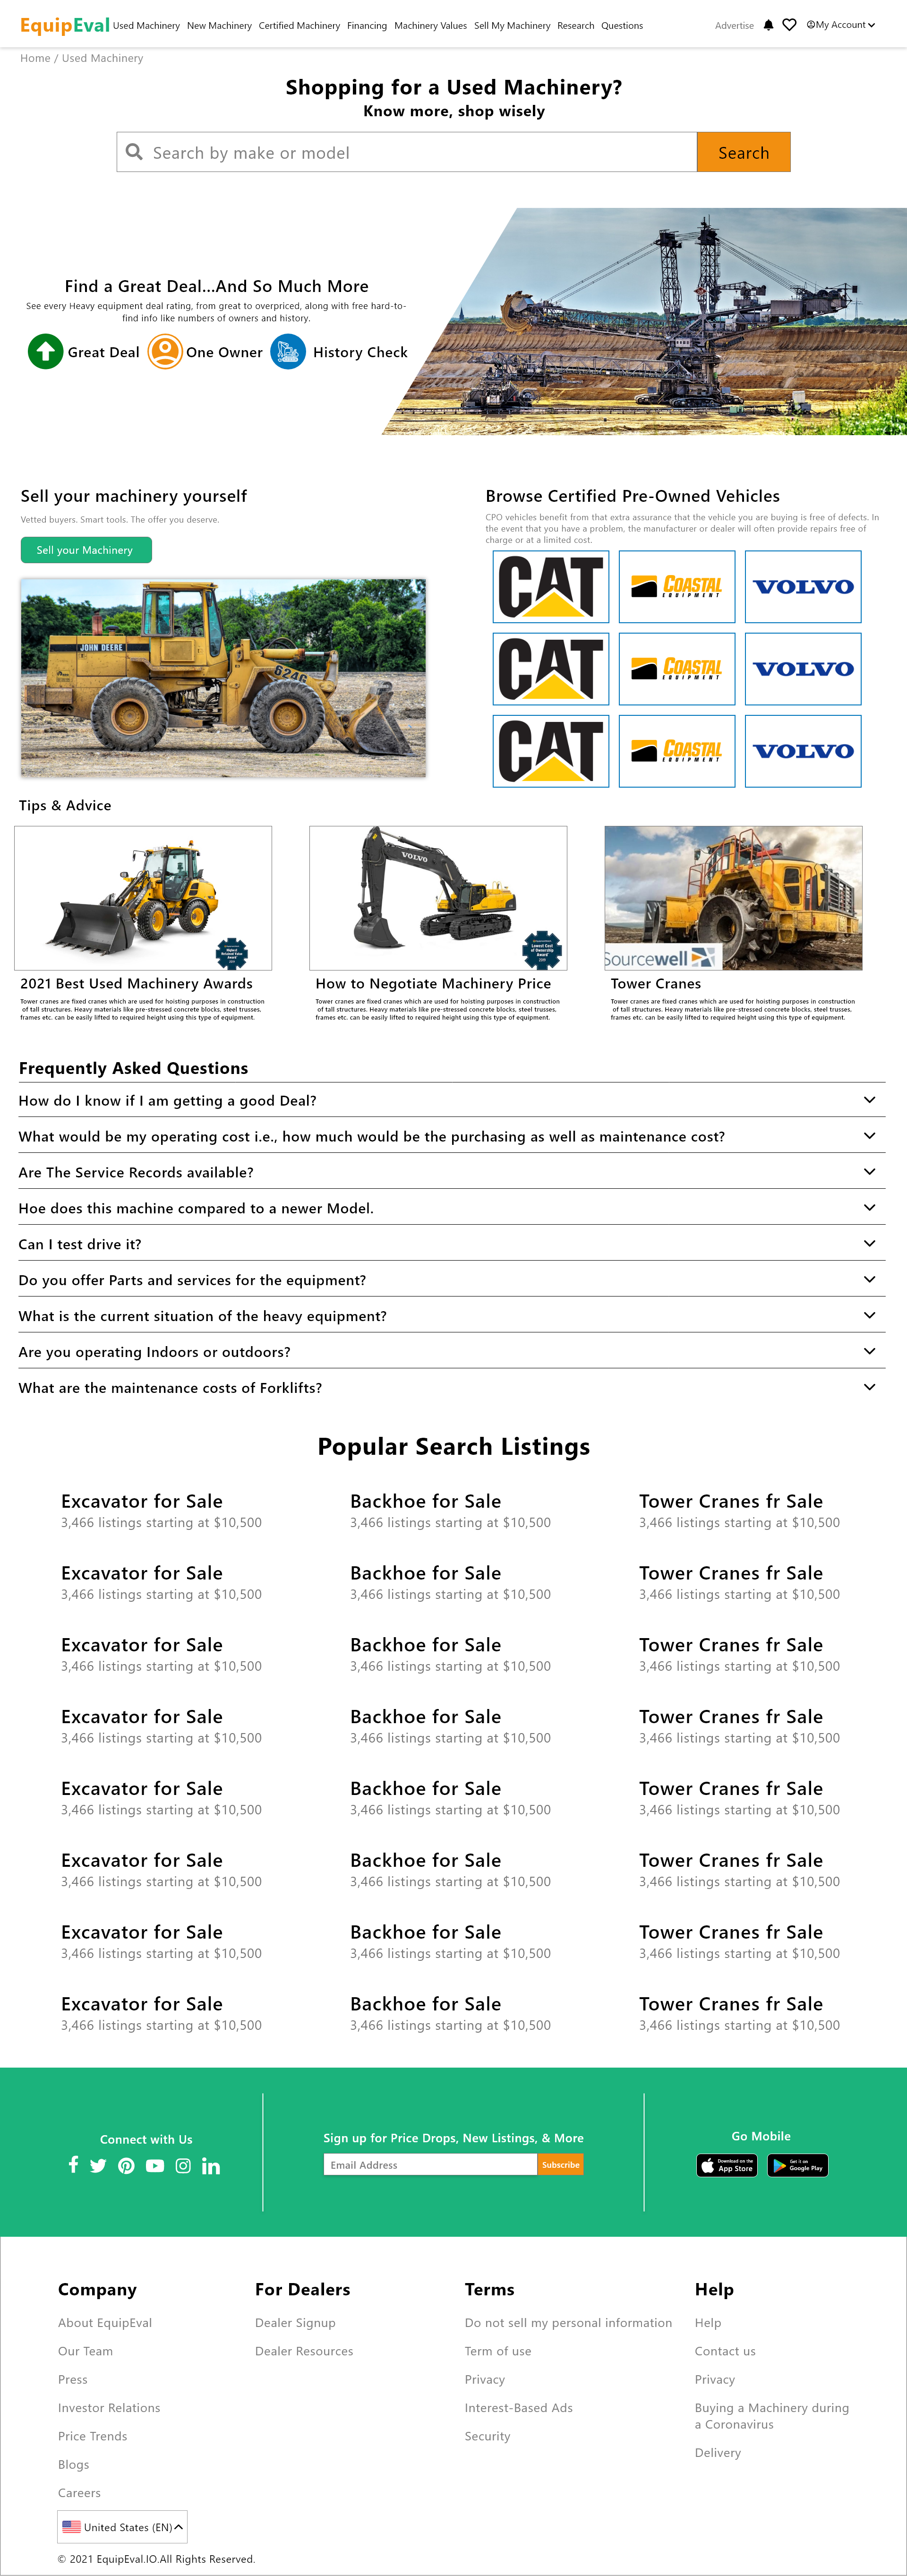 EquipEval Used Machinery New Machinery Certified Machinery Financing Machinery Values Sell My Machinery Research Questions Advertise My Account
Home / Used Machinery
Shopping for a Used Machinery?
Know more, shop wisely
Search by make or model Search
Find a Great Deal...And So Much More
See every Heavy equipment deal rating, from great to overpriced, along with free hard-to-
find info like numbers of owners and history.
Great Deal One Owner History Check
Sell your machinery yourself
Vetted buyers. Smart tools. The offer you deserve.
Sell your Machinery
JOHN DEERE
624G
Browse Certified Pre-Owned Vehicles
CPO vehicles benefit from that extra assurance that the vehicle you are buying is free of defects. In
the event that you have a problem, the manufacturer or dealer will often provide repairs free of
charge or at a limited cost.
CAT COASTAL EQUIPMENT VOLVO
CAT COASTAL EQUIPMENT VOLVO
CAT COASTAL EQUIPMENT VOLVO
Tips & Advice
Highest
Retained Value
Award
2021 Best Used Machinery Awards
Tower cranes are fixed cranes which are used for hoisting purposes in construction
of tall structures. Heavy materials like pre-stressed concrete blocks, steel trusses,
frames etc. can be easily lifted to required height using this type of equipment.
VOLVO
Lowest Cost
of Ownership
Award
How to Negotiate Machinery Price
Tower cranes are fixed cranes which are used for hoisting purposes in construction
of tall structures. Heavy materials like pre-stressed concrete blocks, steel trusses,
frames etc. can be easily lifted to required height using this type of equipment.
Sourcewell
Tower Cranes
Tower cranes are fixed cranes which are used for hoisting purposes in construction
of tall structures. Heavy materials like pre-stressed concrete blocks, steel trusses,
frames etc. can be easily lifted to required height using this type of equipment.
Frequently Asked Questions
How do I know if I am getting a good Deal?
What would be my operating cost i.e., how much would be the purchasing as well as maintenance cost?
Are The Service Records available?
Hoe does this machine compared to a newer Model.
Can I test drive it?
Do you offer Parts and services for the equipment?
What is the current situation of the heavy equipment?
Are you operating Indoors or outdoors?
What are the maintenance costs of Forklifts?
Popular Search Listings
Excavator for Sale Backhoe for Sale Tower Cranes fr Sale
3,466 listings starting at $10,500 3,466 listings starting at $10,500 3,466 listings starting at $10,500
Excavator for Sale Backhoe for Sale Tower Cranes fr Sale
3,466 listings starting at $10,500 3,466 listings starting at $10,500 3,466 listings starting at $10,500
Excavator for Sale Backhoe for Sale Tower Cranes fr Sale
3,466 listings starting at $10,500 3,466 listings starting at $10,500 3,466 listings starting at $10,500
Excavator for Sale Backhoe for Sale Tower Cranes fr Sale
3,466 listings starting at $10,500 3,466 listings starting at $10,500 3,466 listings starting at $10,500
Excavator for Sale Backhoe for Sale Tower Cranes fr Sale
3,466 listings starting at $10,500 3,466 listings starting at $10,500 3,466 listings starting at $10,500
Excavator for Sale Backhoe for Sale Tower Cranes fr Sale
3,466 listings starting at $10,500 3,466 listings starting at $10,500 3,466 listings starting at $10,500
Excavator for Sale Backhoe for Sale Tower Cranes fr Sale
3,466 listings starting at $10,500 3,466 listings starting at $10,500 3,466 listings starting at $10,500
Excavator for Sale Backhoe for Sale Tower Cranes fr Sale
3,466 listings starting at $10,500 3,466 listings starting at $10,500 3,466 listings starting at $10,500
Connect with Us
Sign up for Price Drops, New Listings, & More
Email Address Subscribe
Go Mobile
Download on the
App Store
Get it on
Google Play
Company
About EquipEval
Our Team
Press
Investor Relations
Price Trends
Blogs
Careers
For Dealers
Dealer Signup
Dealer Resources
Terms
Do not sell my personal information
Term of use
Privacy
Interest-Based Ads
Security
Help
Help
Contact us
Privacy
Buying a Machinery during
a Coronavirus
Delivery
United States (EN)
© 2021 EquipEval.IO.All Rights Reserved.